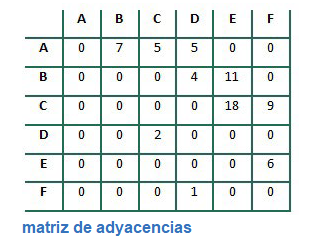 A B C D E F
A 0 7 5 5 0 0
B 0 0 0 4 11 0
C 0 0 0 0 18 9
D 0 0 2 0 0 0
E 0 0 0 0 0 6
F 0 0 0 1 0 0
matriz de adyacencias